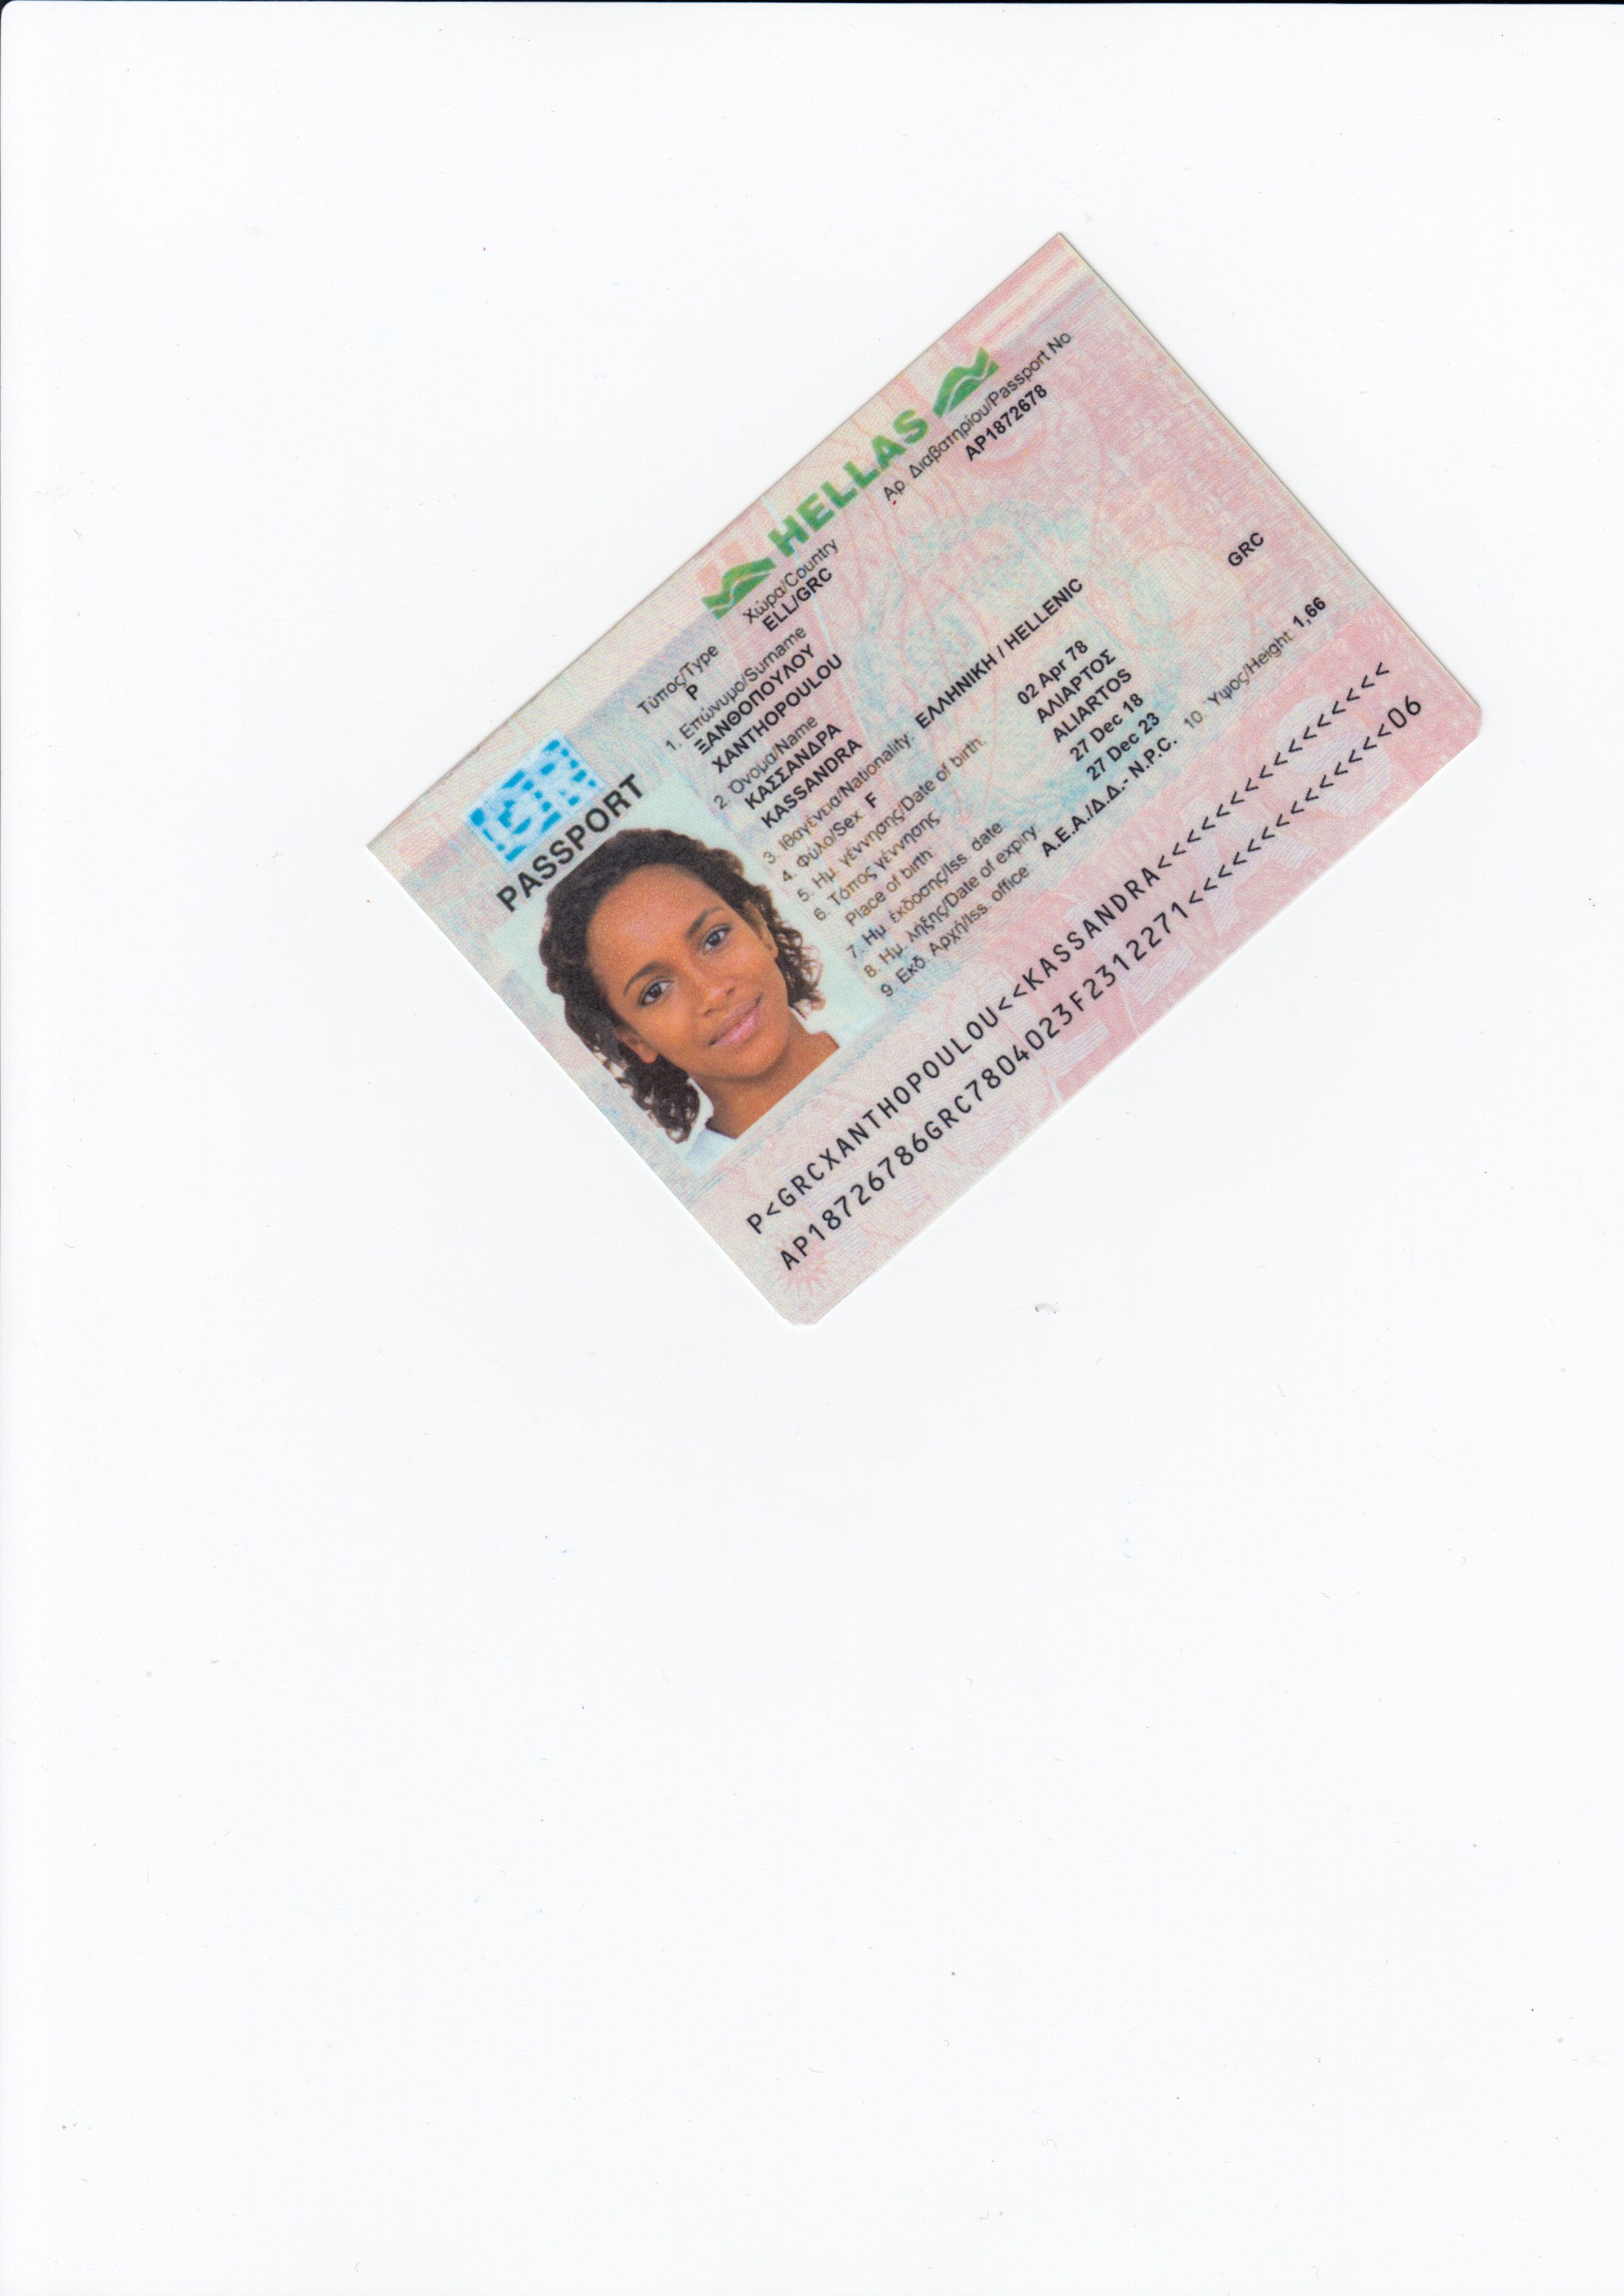 HELLAS
PASSPORT
Τύπος/Type
P
Χώρα/Country
ELL/GRC
Αρ. Διαβατηρίου/Passport No
AP1872678
1. Επώνυμο/Surname
ΞΑΝΘΟΠΟΥΛΟΥ
XANTHOPOULOU
2. Όνομα/Name
ΚΑΣΣΑΝΔΡΑ
KASSANDRA
3. Ιθαγένεια/Nationality: ΕΛΛΗΝΙΚΗ / HELLENIC
4. Φύλο/Sex F
5. Ημ. γέννησης/Date of birth: 02 Apr 78
6. Τόπος γέννησης ΑΛΙΑΡΤΟΣ GRC
Place of birth: ALIARTOS
7. Ημ. έκδοσης/Iss. date 27 Dec 18
8. Ημ. λήξης/Date of expiry 27 Dec 23
9. Εκδ. Αρχή/Iss. office: Α.Ε.Α./Δ.Δ.- N.P.C. 10. Ύψος/Height 1,66
P<GRCXANTHOPOULOU<<KASSANDRA<<<<<<<<<<<<<<<<
AP18726786GRC7804023F2312271<<<<<<<<<<<<<<06